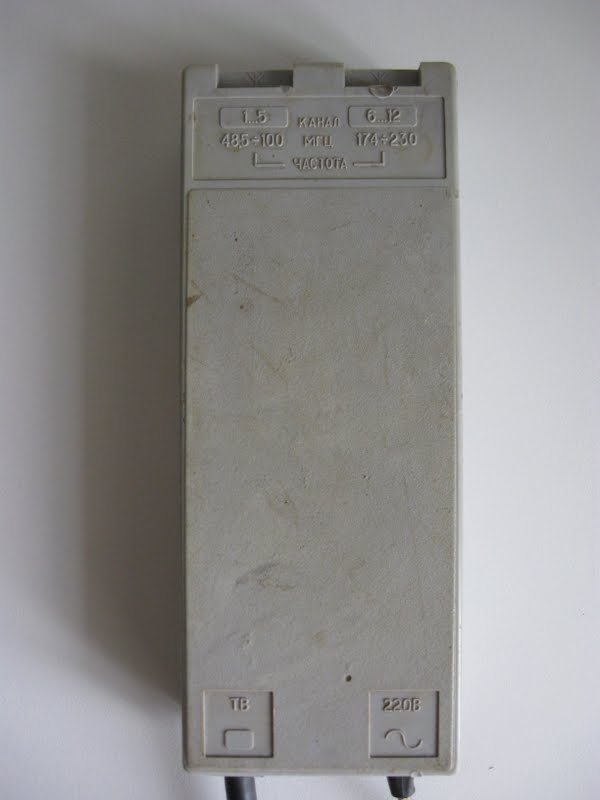 1...5 КАНАЛ 6...12
48,5÷100 МГЦ 174÷230
ЧАСТОТА
ТВ 220В